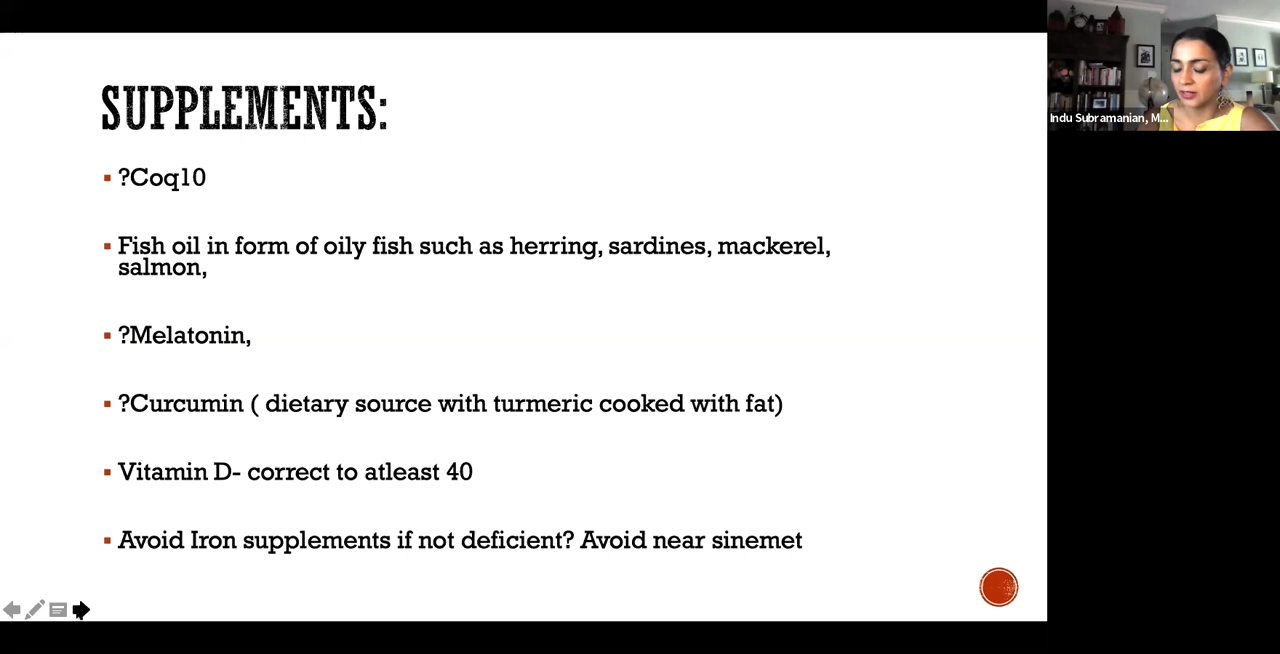 SUPPLEMENTS:
?Coq10
Fish oil in form of oily fish such as herring, sardines, mackerel,
salmon,
?Melatonin,
?Curcumin ( dietary source with turmeric cooked with fat)
Vitamin D- correct to atleast 40
Avoid Iron supplements if not deficient? Avoid near sinemet
Indu Subramanian, M...